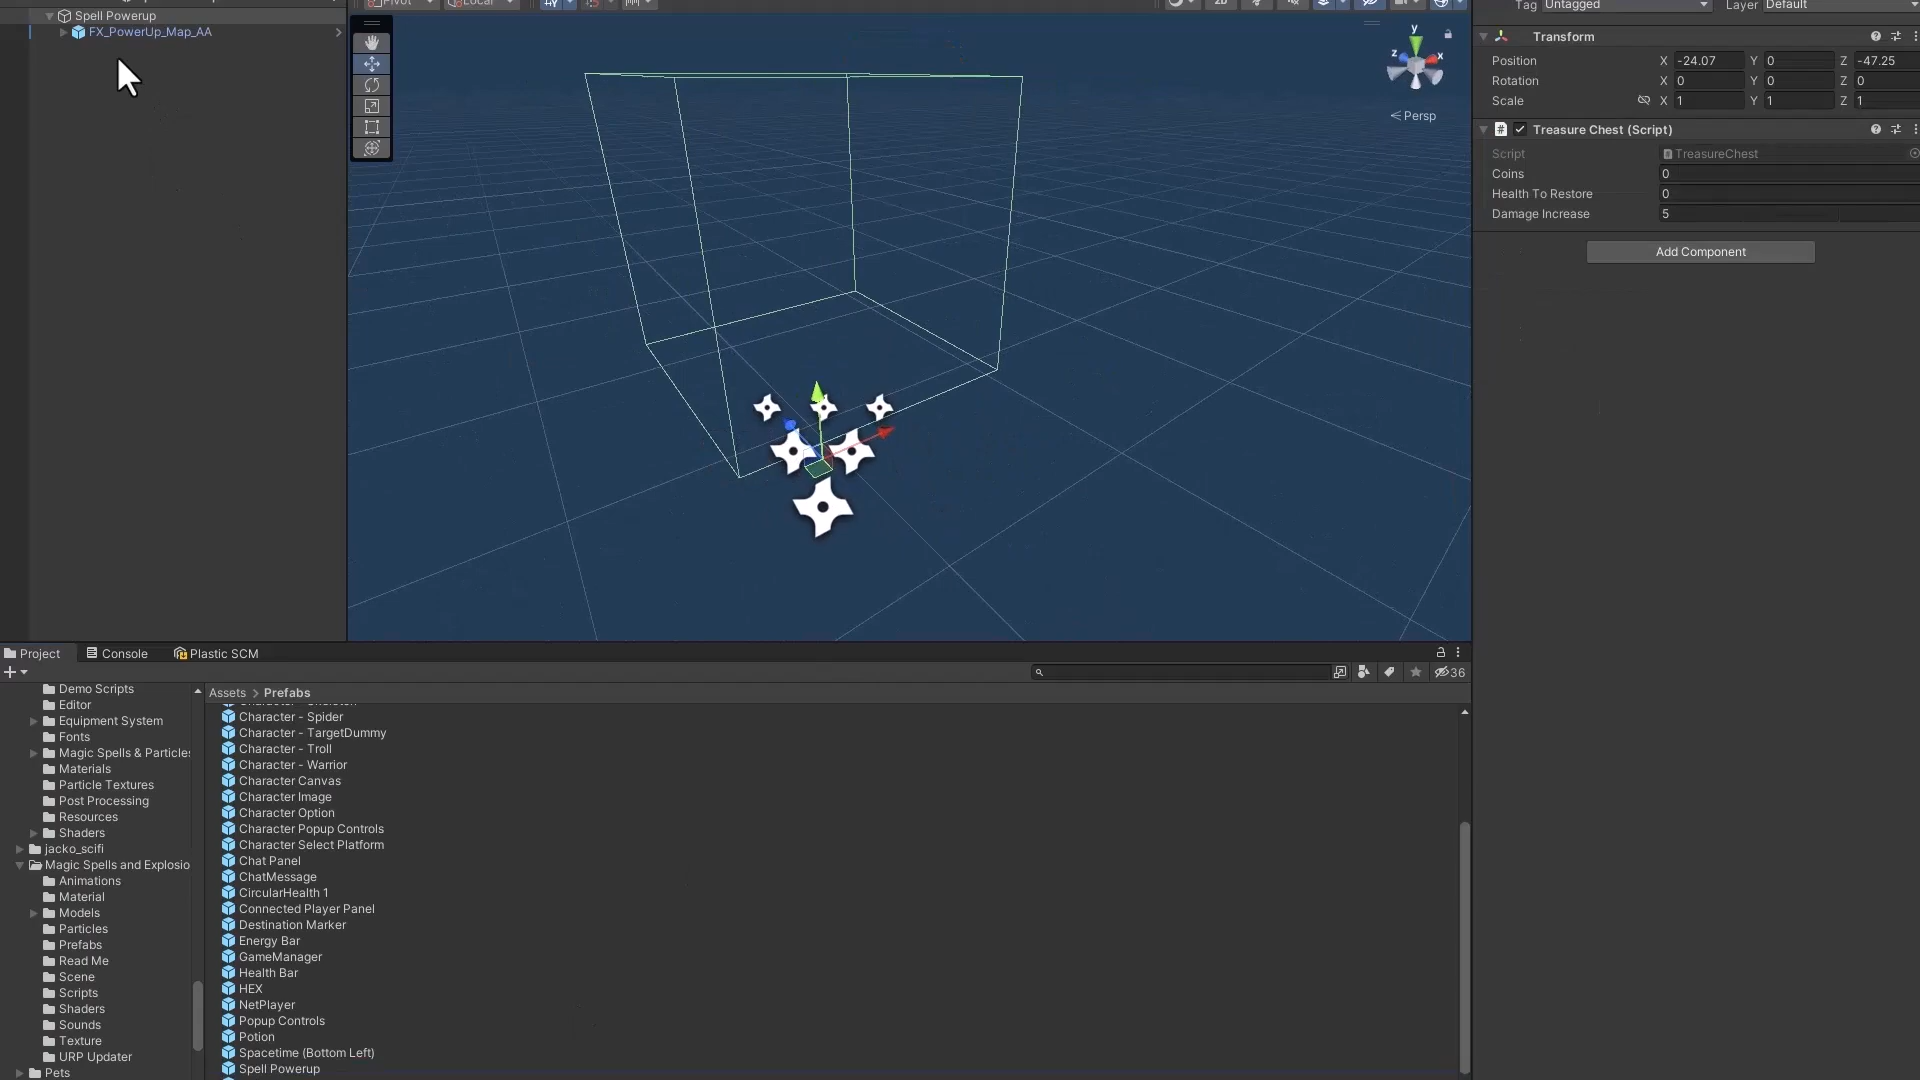 Pivot
Local
2D
Tag Untagged Layer Default
Spell Powerup
FX_PowerUp_Map_AA
y
z
x
Persp
Transform
Position X -24.07 Y 0 Z -47.25
Rotation X 0 Y 0 Z 0
Scale X 1 Y 1 Z 1
# Treasure Chest (Script)
Script TreasureChest
Coins 0
Health To Restore 0
Damage Increase 5
Add Component
Project Console Plastic SCM
36
Assets > Prefabs
Demo Scripts
Editor
Equipment System
Fonts
Magic Spells & Particles
Materials
Particle Textures
Post Processing
Resources
Shaders
jacko_scifi
Magic Spells and Explosio
Animations
Material
Models
Particles
Prefabs
Read Me
Scene
Scripts
Shaders
Sounds
Texture
URP Updater
Pets
Character - Spider
Character - TargetDummy
Character - Troll
Character - Warrior
Character Canvas
Character Image
Character Option
Character Popup Controls
Character Select Platform
Chat Panel
ChatMessage
CircularHealth 1
Connected Player Panel
Destination Marker
Energy Bar
GameManager
Health Bar
HEX
NetPlayer
Popup Controls
Potion
Spacetime (Bottom Left)
Spell Powerup